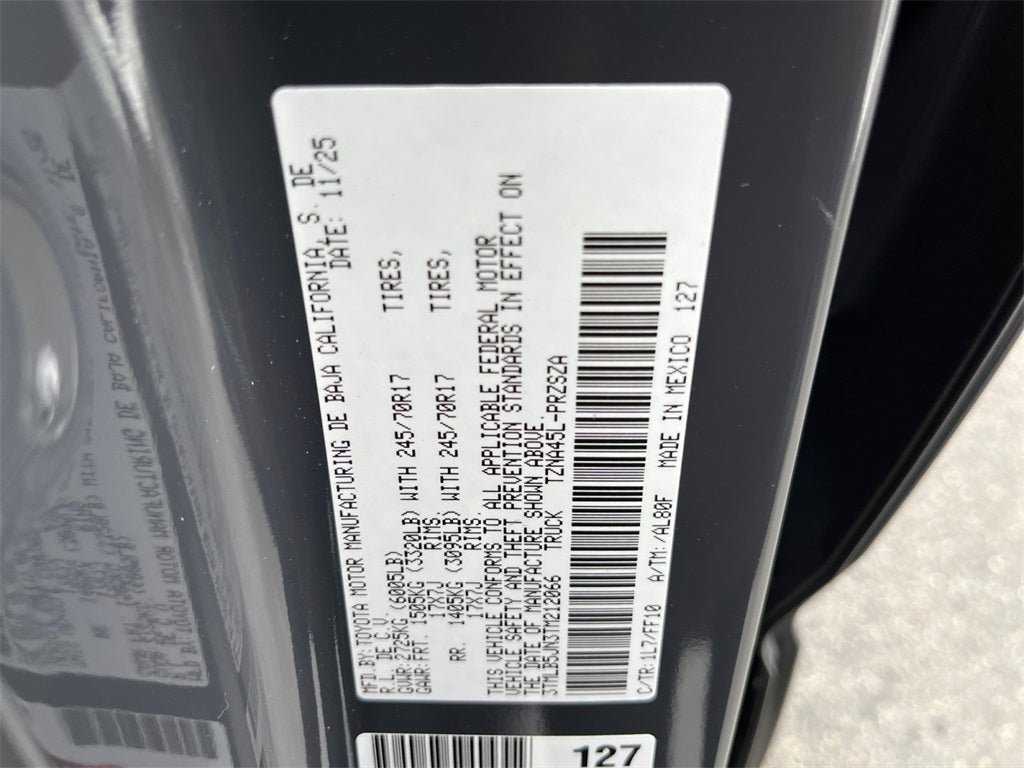 MFD.BY:TOYOTA MOTOR MANUFACTURING DE BAJA CALIFORNIA, S. DE
R.L. DE C.V. DATE: 11/25
GVWR:2725KG (6005LB)
GAWR:FRT. 1505KG (3320LB) WITH 245/70R17 TIRES,
17X7J RIMS,
RR. 1405KG (3095LB) WITH 245/70R17 TIRES,
17X7J RIMS.
THIS VEHICLE CONFORMS TO ALL APPLICABLE FEDERAL MOTOR
VEHICLE SAFETY AND THEFT PREVENTION STANDARDS IN EFFECT ON
THE DATE OF MANUFACTURE SHOWN ABOVE.
3TMLB5JN3TM212066 TRUCK TZNA45L-PRZSZA
C/TR:1L7/FF10 A/TM:/AL80F MADE IN MEXICO 127
127